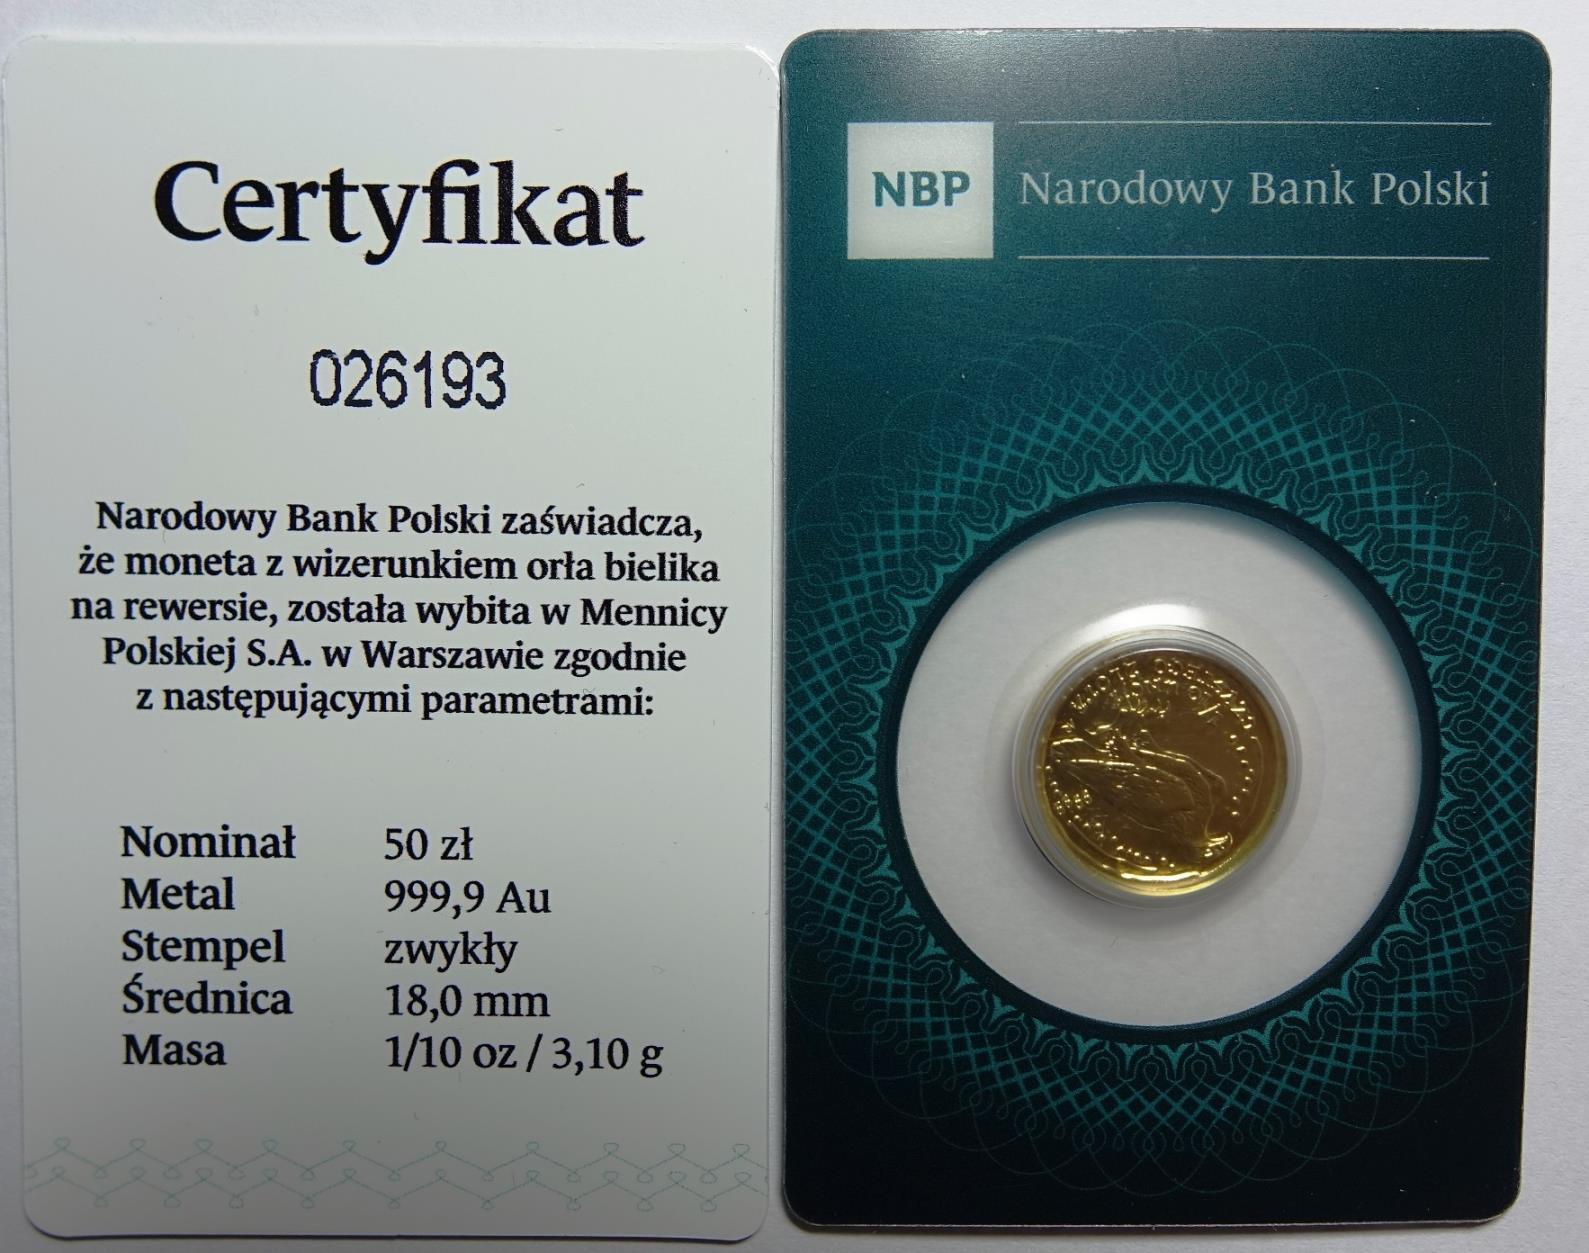 Certyfikat
026193
Narodowy Bank Polski zaświadcza,
że moneta z wizerunkiem orła bielika
na rewersie, została wybita w Mennicy
Polskiej S.A. w Warszawie zgodnie
z następującymi parametrami:
Nominał 50 zł
Metal 999,9 Au
Stempel zwykły
Średnica 18,0 mm
Masa 1/10 oz / 3,10 g
NBP Narodowy Bank Polski